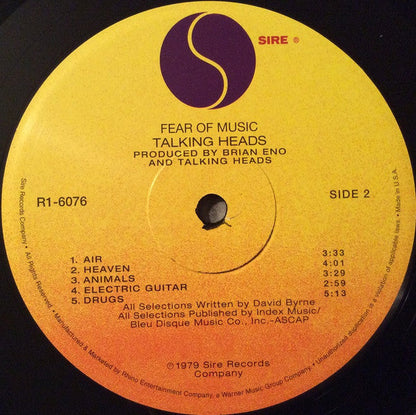 SIRE ®
FEAR OF MUSIC
TALKING HEADS
PRODUCED BY BRIAN ENO
AND TALKING HEADS
R1-6076
SIDE 2
1. AIR 3:33
2. HEAVEN 4:01
3. ANIMALS 3:29
4. ELECTRIC GUITAR 2:59
5. DRUGS 5:13
All Selections Written by David Byrne
All Selections Published by Index Music/
Bleu Disque Music Co., Inc.-ASCAP
℗1979 Sire Records
Company
Sire Records Company • All Rights Reserved. • Manufactured & Marketed by Rhino Entertainment Company, a Warner Music Group Company. • Unauthorized duplication is a violation of applicable laws. • Made in U.S.A.